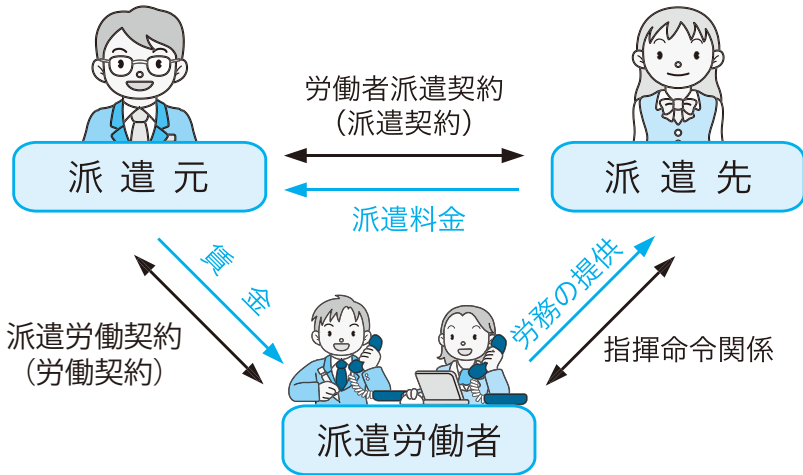 労働者派遣契約
（派遣契約）
派遣元
派遣先
派遣料金
賃金
労務の提供
派遣労働契約
（労働契約）
指揮命令関係
派遣労働者